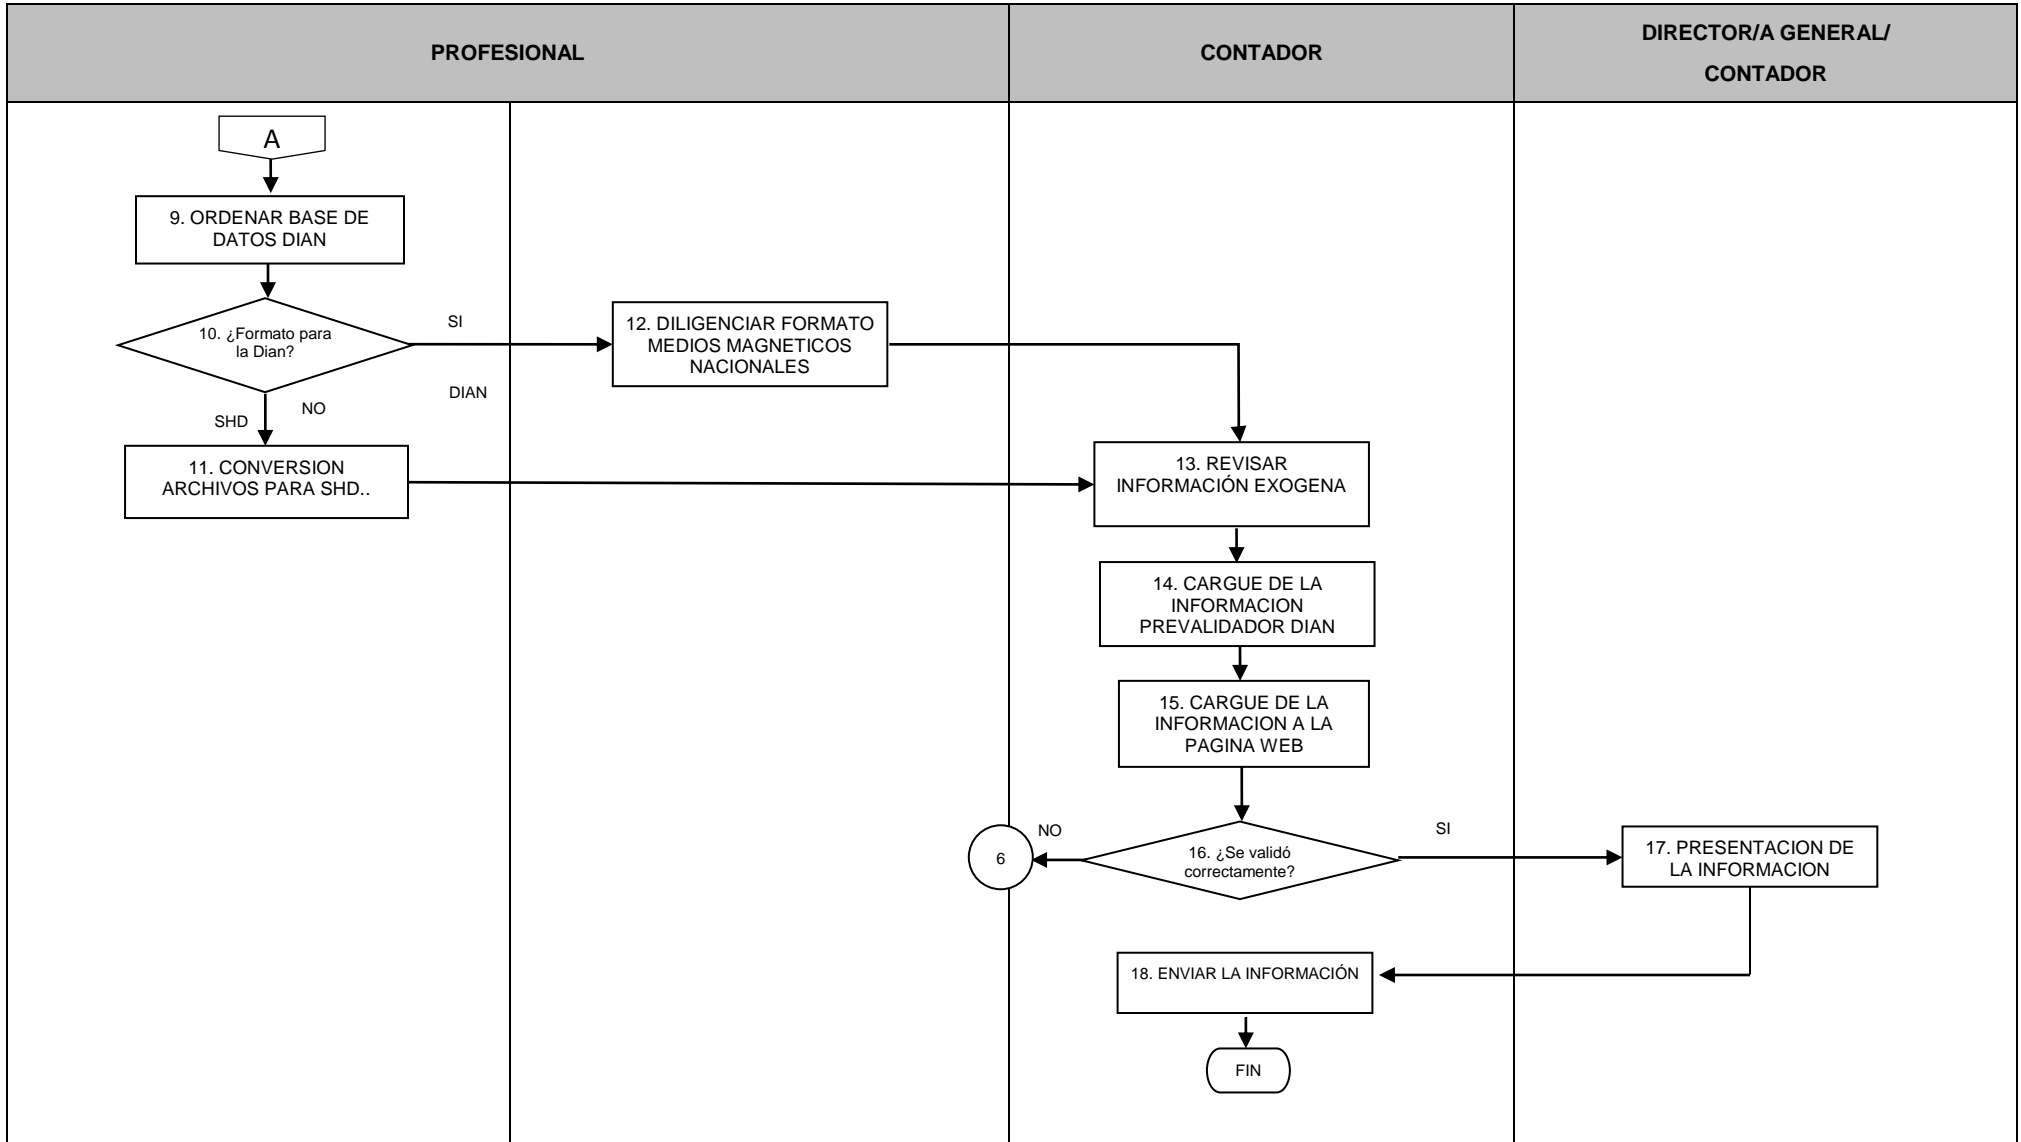 PROFESIONAL
CONTADOR
DIRECTOR/A GENERAL/
CONTADOR
A
9. ORDENAR BASE DE
DATOS DIAN
10. ¿Formato para
la Dian?
SI
DIAN
NO
SHD
11. CONVERSION
ARCHIVOS PARA SHD..
12. DILIGENCIAR FORMATO
MEDIOS MAGNETICOS
NACIONALES
13. REVISAR
INFORMACIÓN EXOGENA
14. CARGUE DE LA
INFORMACION
PREVALIDADOR DIAN
15. CARGUE DE LA
INFORMACION A LA
PAGINA WEB
16. ¿Se validó
correctamente?
NO
6
SI
17. PRESENTACION DE
LA INFORMACION
18. ENVIAR LA INFORMACIÓN
FIN